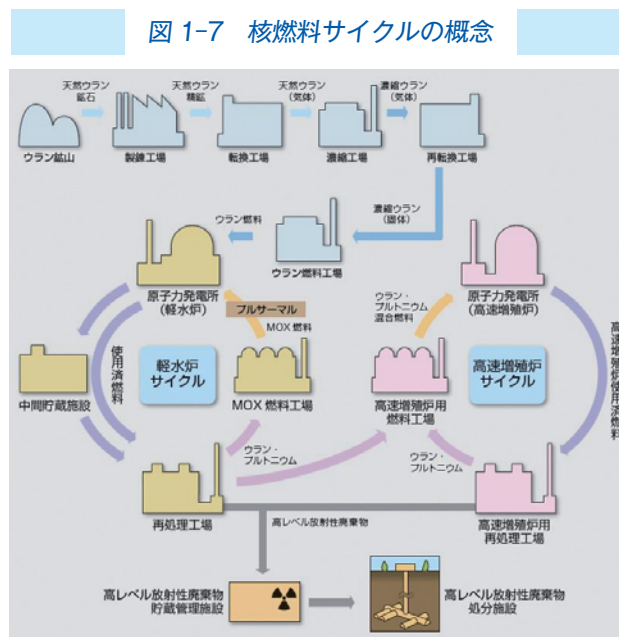 図 1-7 核燃料サイクルの概念
天然ウラン
鉱石
天然ウラン
精鉱
天然ウラン
(気体)
濃縮ウラン
(気体)
ウラン鉱山
製錬工場
転換工場
濃縮工場
再転換工場
ウラン燃料
濃縮ウラン
(固体)
ウラン燃料工場
原子力発電所
(軽水炉)
プルサーマル
MOX 燃料
ウラン・
プルトニウム
混合燃料
原子力発電所
(高速増殖炉)
使用済燃料
軽水炉
サイクル
高速増殖炉
サイクル
高速増殖炉使用済燃料
中間貯蔵施設
MOX 燃料工場
高速増殖炉用
燃料工場
ウラン・
プルトニウム
ウラン・
プルトニウム
再処理工場
高レベル放射性廃棄物
高速増殖炉用
再処理工場
高レベル放射性廃棄物
貯蔵管理施設
高レベル放射性廃棄物
処分施設